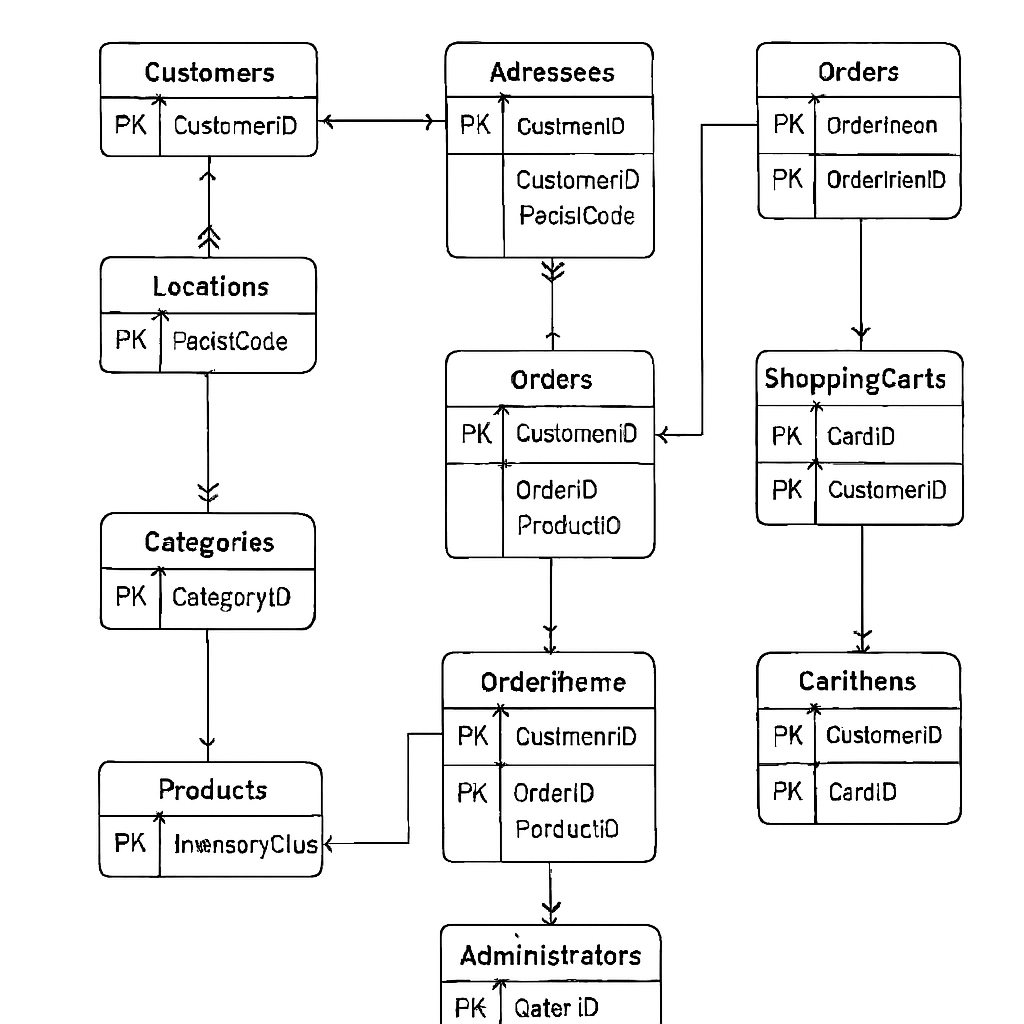 Customers
PK CustomeriD
Adressees
PK CustmenID
CustomeriD
PacislCode
Orders
PK OrderIneon
PK OrderIrienID
Locations
PK PacistCode
Orders
PK CustomeniD
OrderiD
ProductiO
ShoppingCarts
PK CardiD
PK CustomeriD
Categories
PK CategorytD
Orderiheme
PK CustmenriD
PK OrderID
PorductiO
Carithens
PK CustomeriD
PK CardID
Products
PK InvensoryClus
Administrators
PK Qater iD